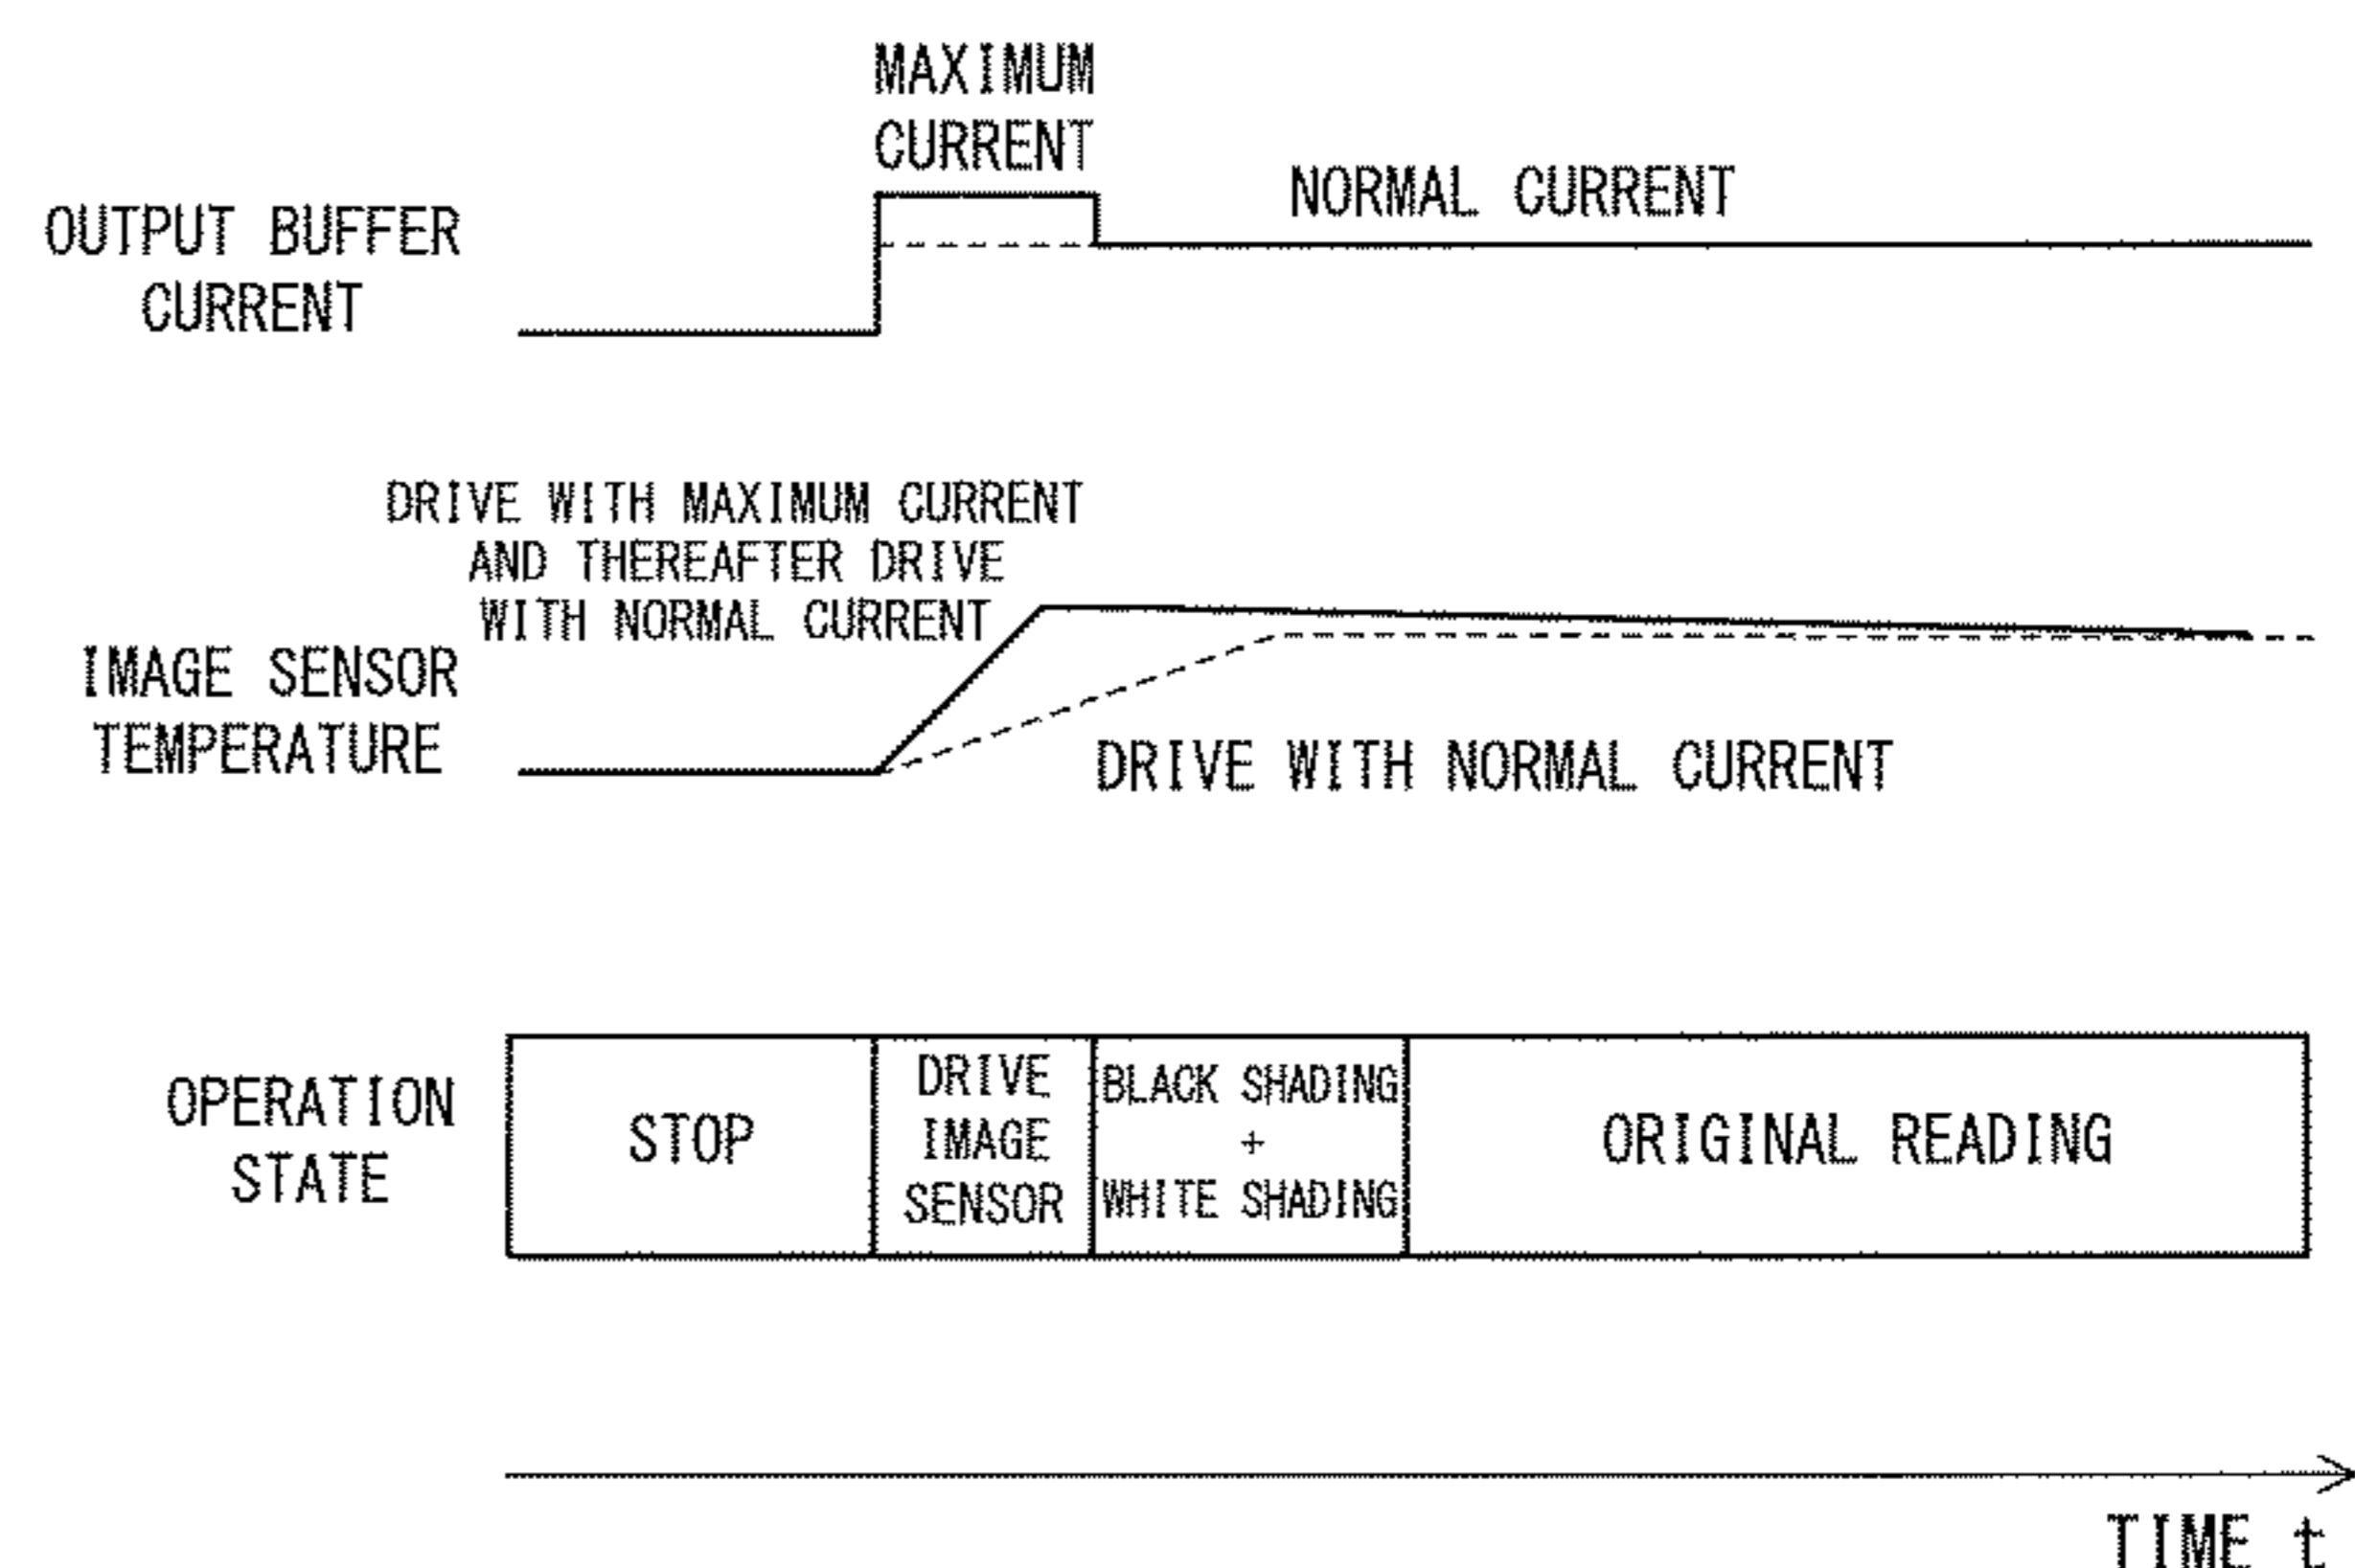 MAXIMUM
CURRENT
NORMAL CURRENT
OUTPUT BUFFER
CURRENT
DRIVE WITH MAXIMUM CURRENT
AND THEREAFTER DRIVE
WITH NORMAL CURRENT
IMAGE SENSOR
TEMPERATURE
DRIVE WITH NORMAL CURRENT
OPERATION
STATE
STOP
DRIVE
IMAGE
SENSOR
BLACK SHADING
+
WHITE SHADING
ORIGINAL READING
TIME t